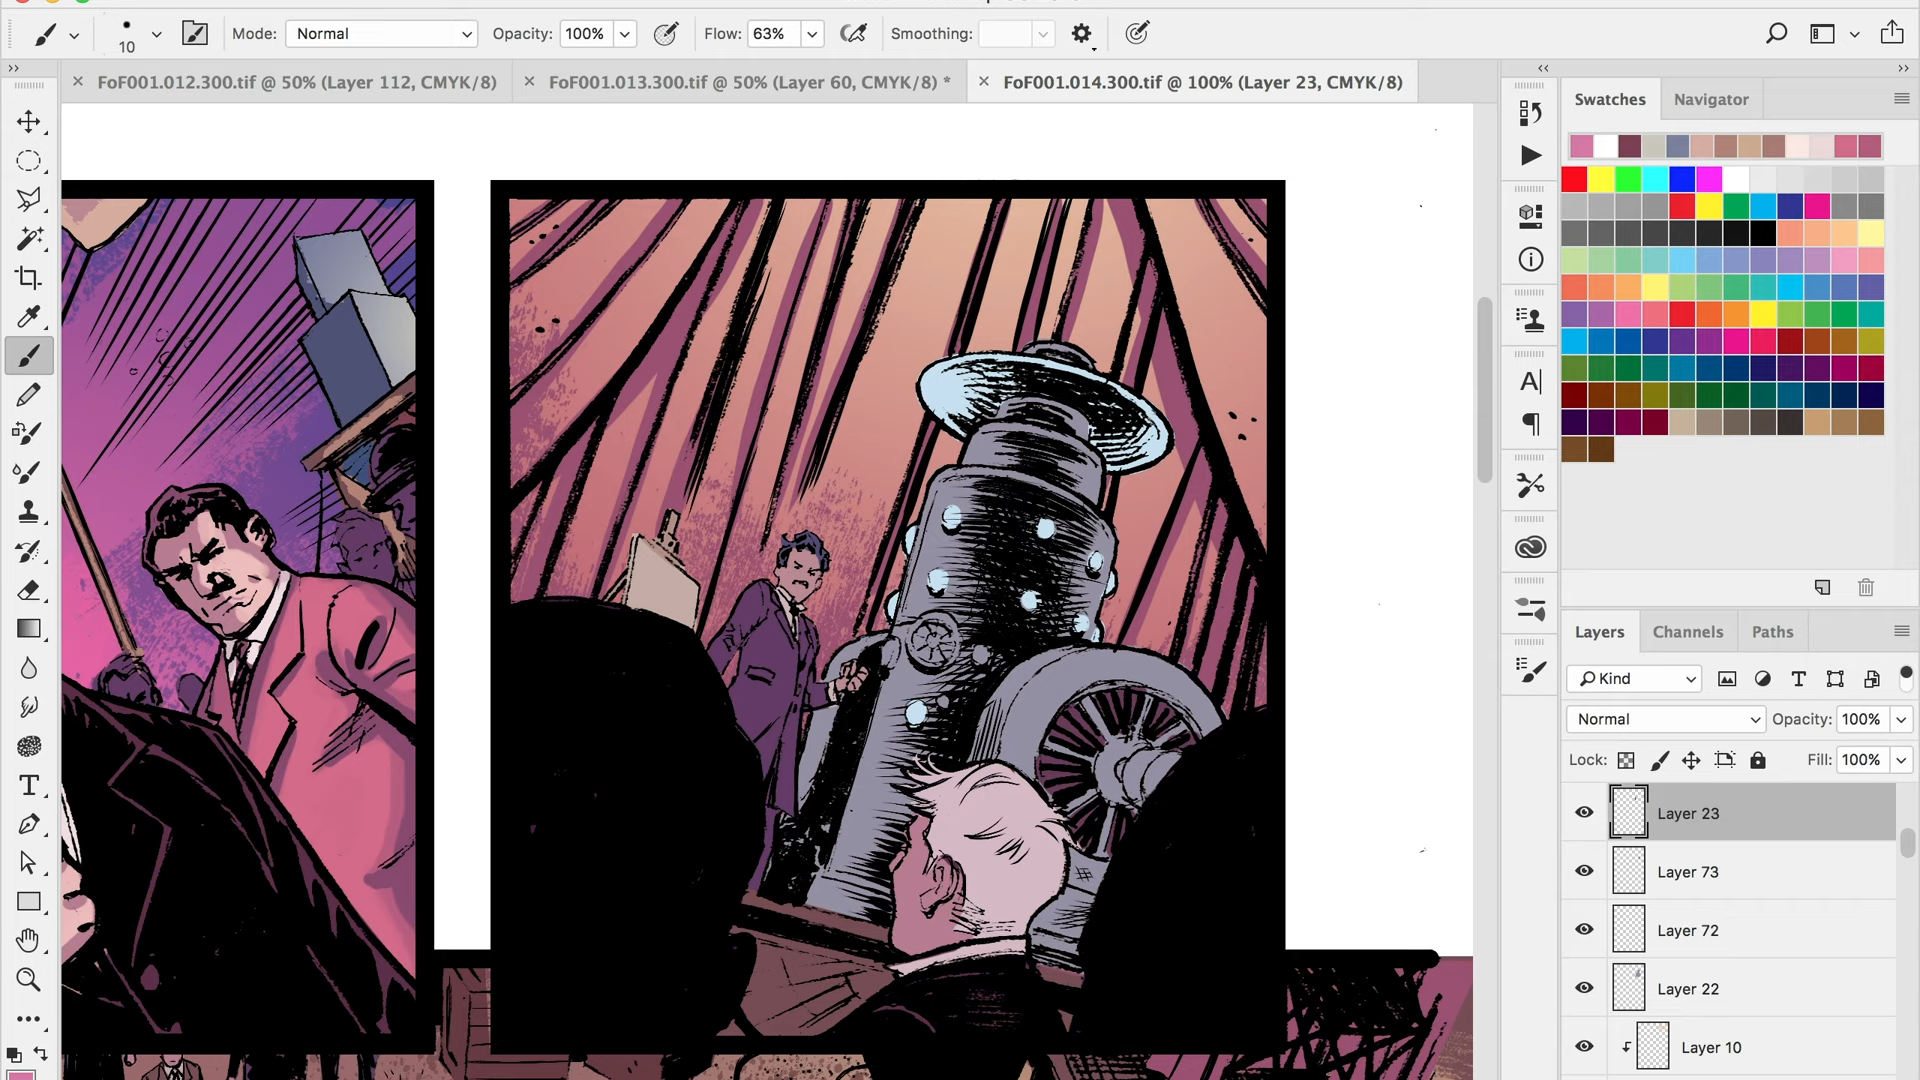 10
Mode: Normal
Opacity: 100%
Flow: 63%
Smoothing:
FoF001.012.300.tif @ 50% (Layer 112, CMYK/8)
FoF001.013.300.tif @ 50% (Layer 60, CMYK/8) *
FoF001.014.300.tif @ 100% (Layer 23, CMYK/8)
Swatches
Navigator
Layers
Channels
Paths
Kind
Normal
Opacity: 100%
Lock:
Fill: 100%
Layer 23
Layer 73
Layer 72
Layer 22
Layer 10